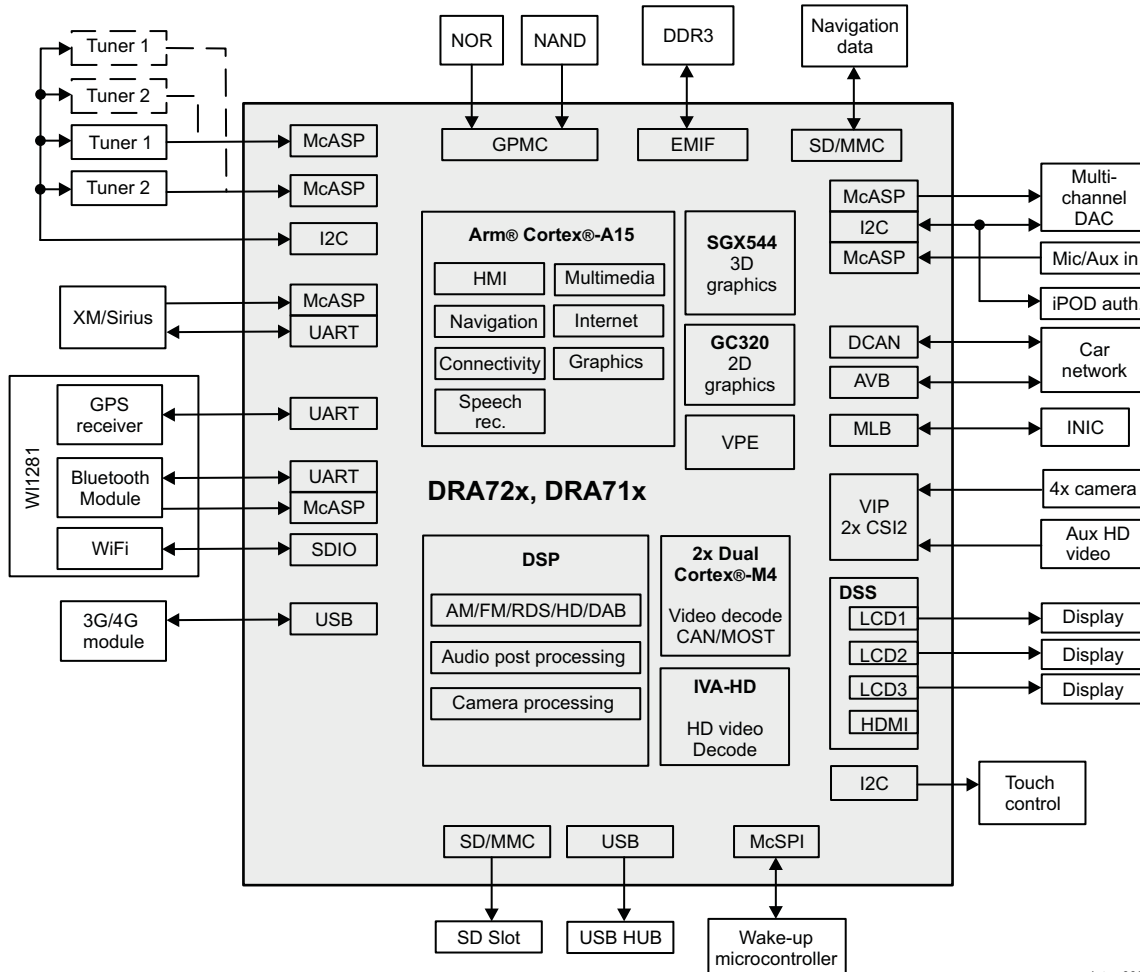 Tuner 1
Tuner 2
Tuner 1
Tuner 2
XM/Sirius
WI1281
GPS
receiver
Bluetooth
Module
WiFi
3G/4G
module
NOR
NAND
DDR3
Navigation
data
GPMC
EMIF
SD/MMC
McASP
McASP
I2C
McASP
UART
UART
UART
McASP
SDIO
USB
Arm® Cortex®-A15
HMI
Multimedia
Navigation
Internet
Connectivity
Graphics
Speech
rec.
SGX544
3D
graphics
GC320
2D
graphics
VPE
DRA72x, DRA71x
DSP
AM/FM/RDS/HD/DAB
Audio post processing
Camera processing
2x Dual
Cortex®-M4
Video decode
CAN/MOST
IVA-HD
HD video
Decode
McASP
I2C
McASP
DCAN
AVB
MLB
VIP
2x CSI2
DSS
LCD1
LCD2
LCD3
HDMI
I2C
Multi-
channel
DAC
Mic/Aux in
iPOD auth.
Car
network
INIC
4x camera
Aux HD
video
Display
Display
Display
Touch
control
SD/MMC
USB
McSPI
SD Slot
USB HUB
Wake-up
microcontroller